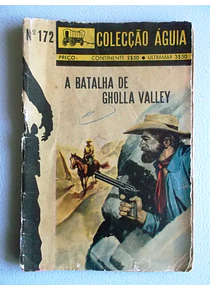 Nº 172
COLECÇÃO ÁGUIA
PREÇO: CONTINENTE 2$50 ● ULTRAMAR 3$50
A BATALHA DE
GHOLLA VALLEY